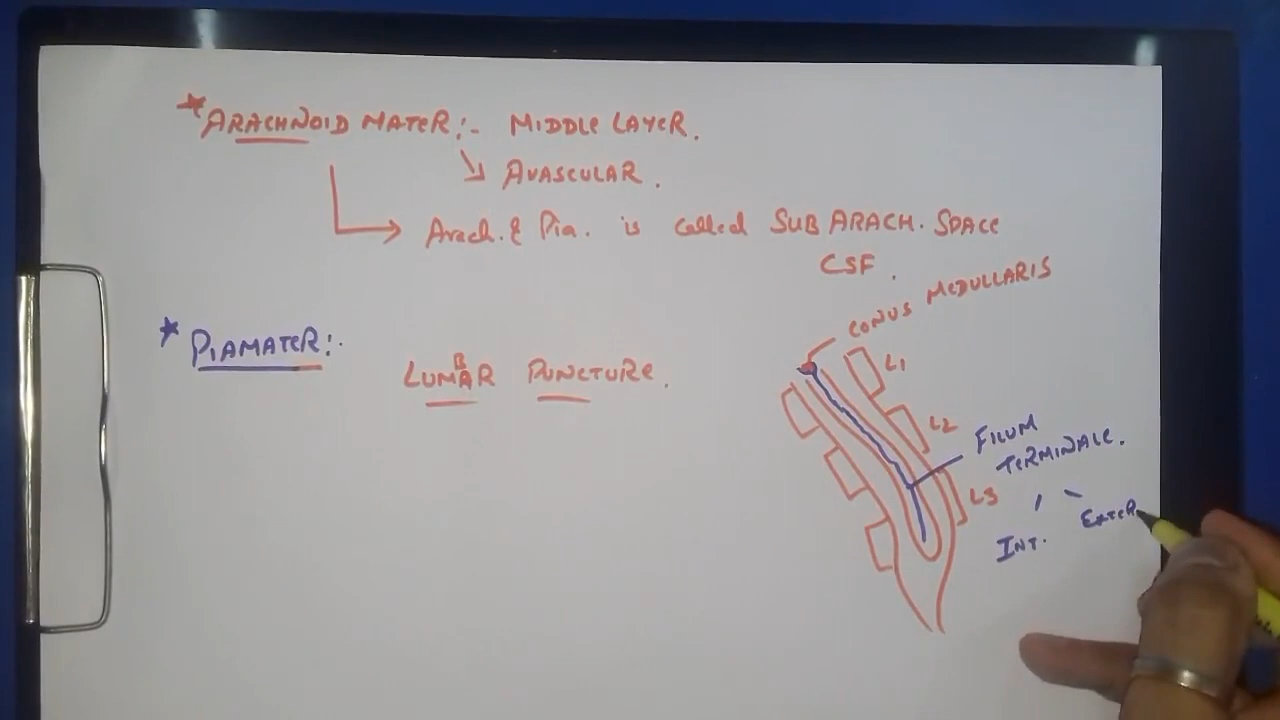 *ARACHNOID MATER:- MIDDLE LAYER.
AVASCULAR.
Arach. & Pia. is called SUB ARACH. SPACE
CSF.
CONUS MEDULLARIS
*PIAMATER:-
LUMBAR PUNCTURE.
L1
L2
FILUM
TERMINALE.
L3
INT.
EXTER